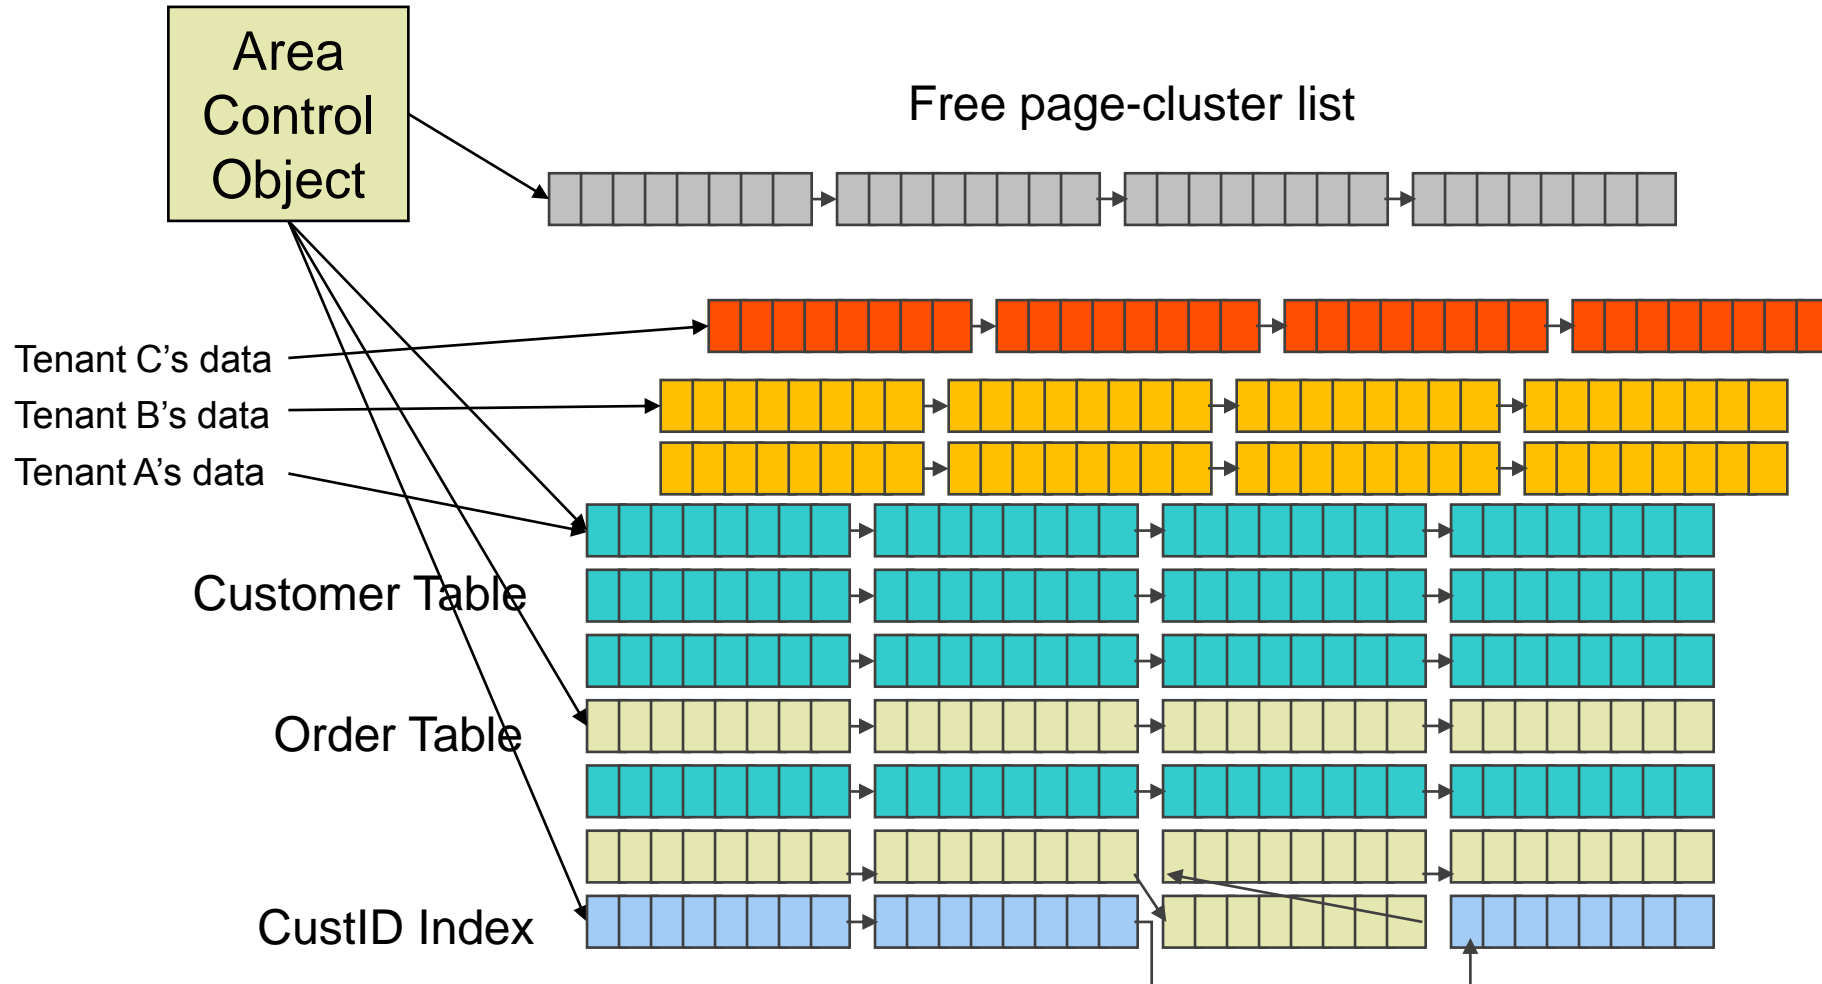 Area
Control
Object
Free page-cluster list
Tenant C’s data
Tenant B’s data
Tenant A’s data
Customer Table
Order Table
CustID Index